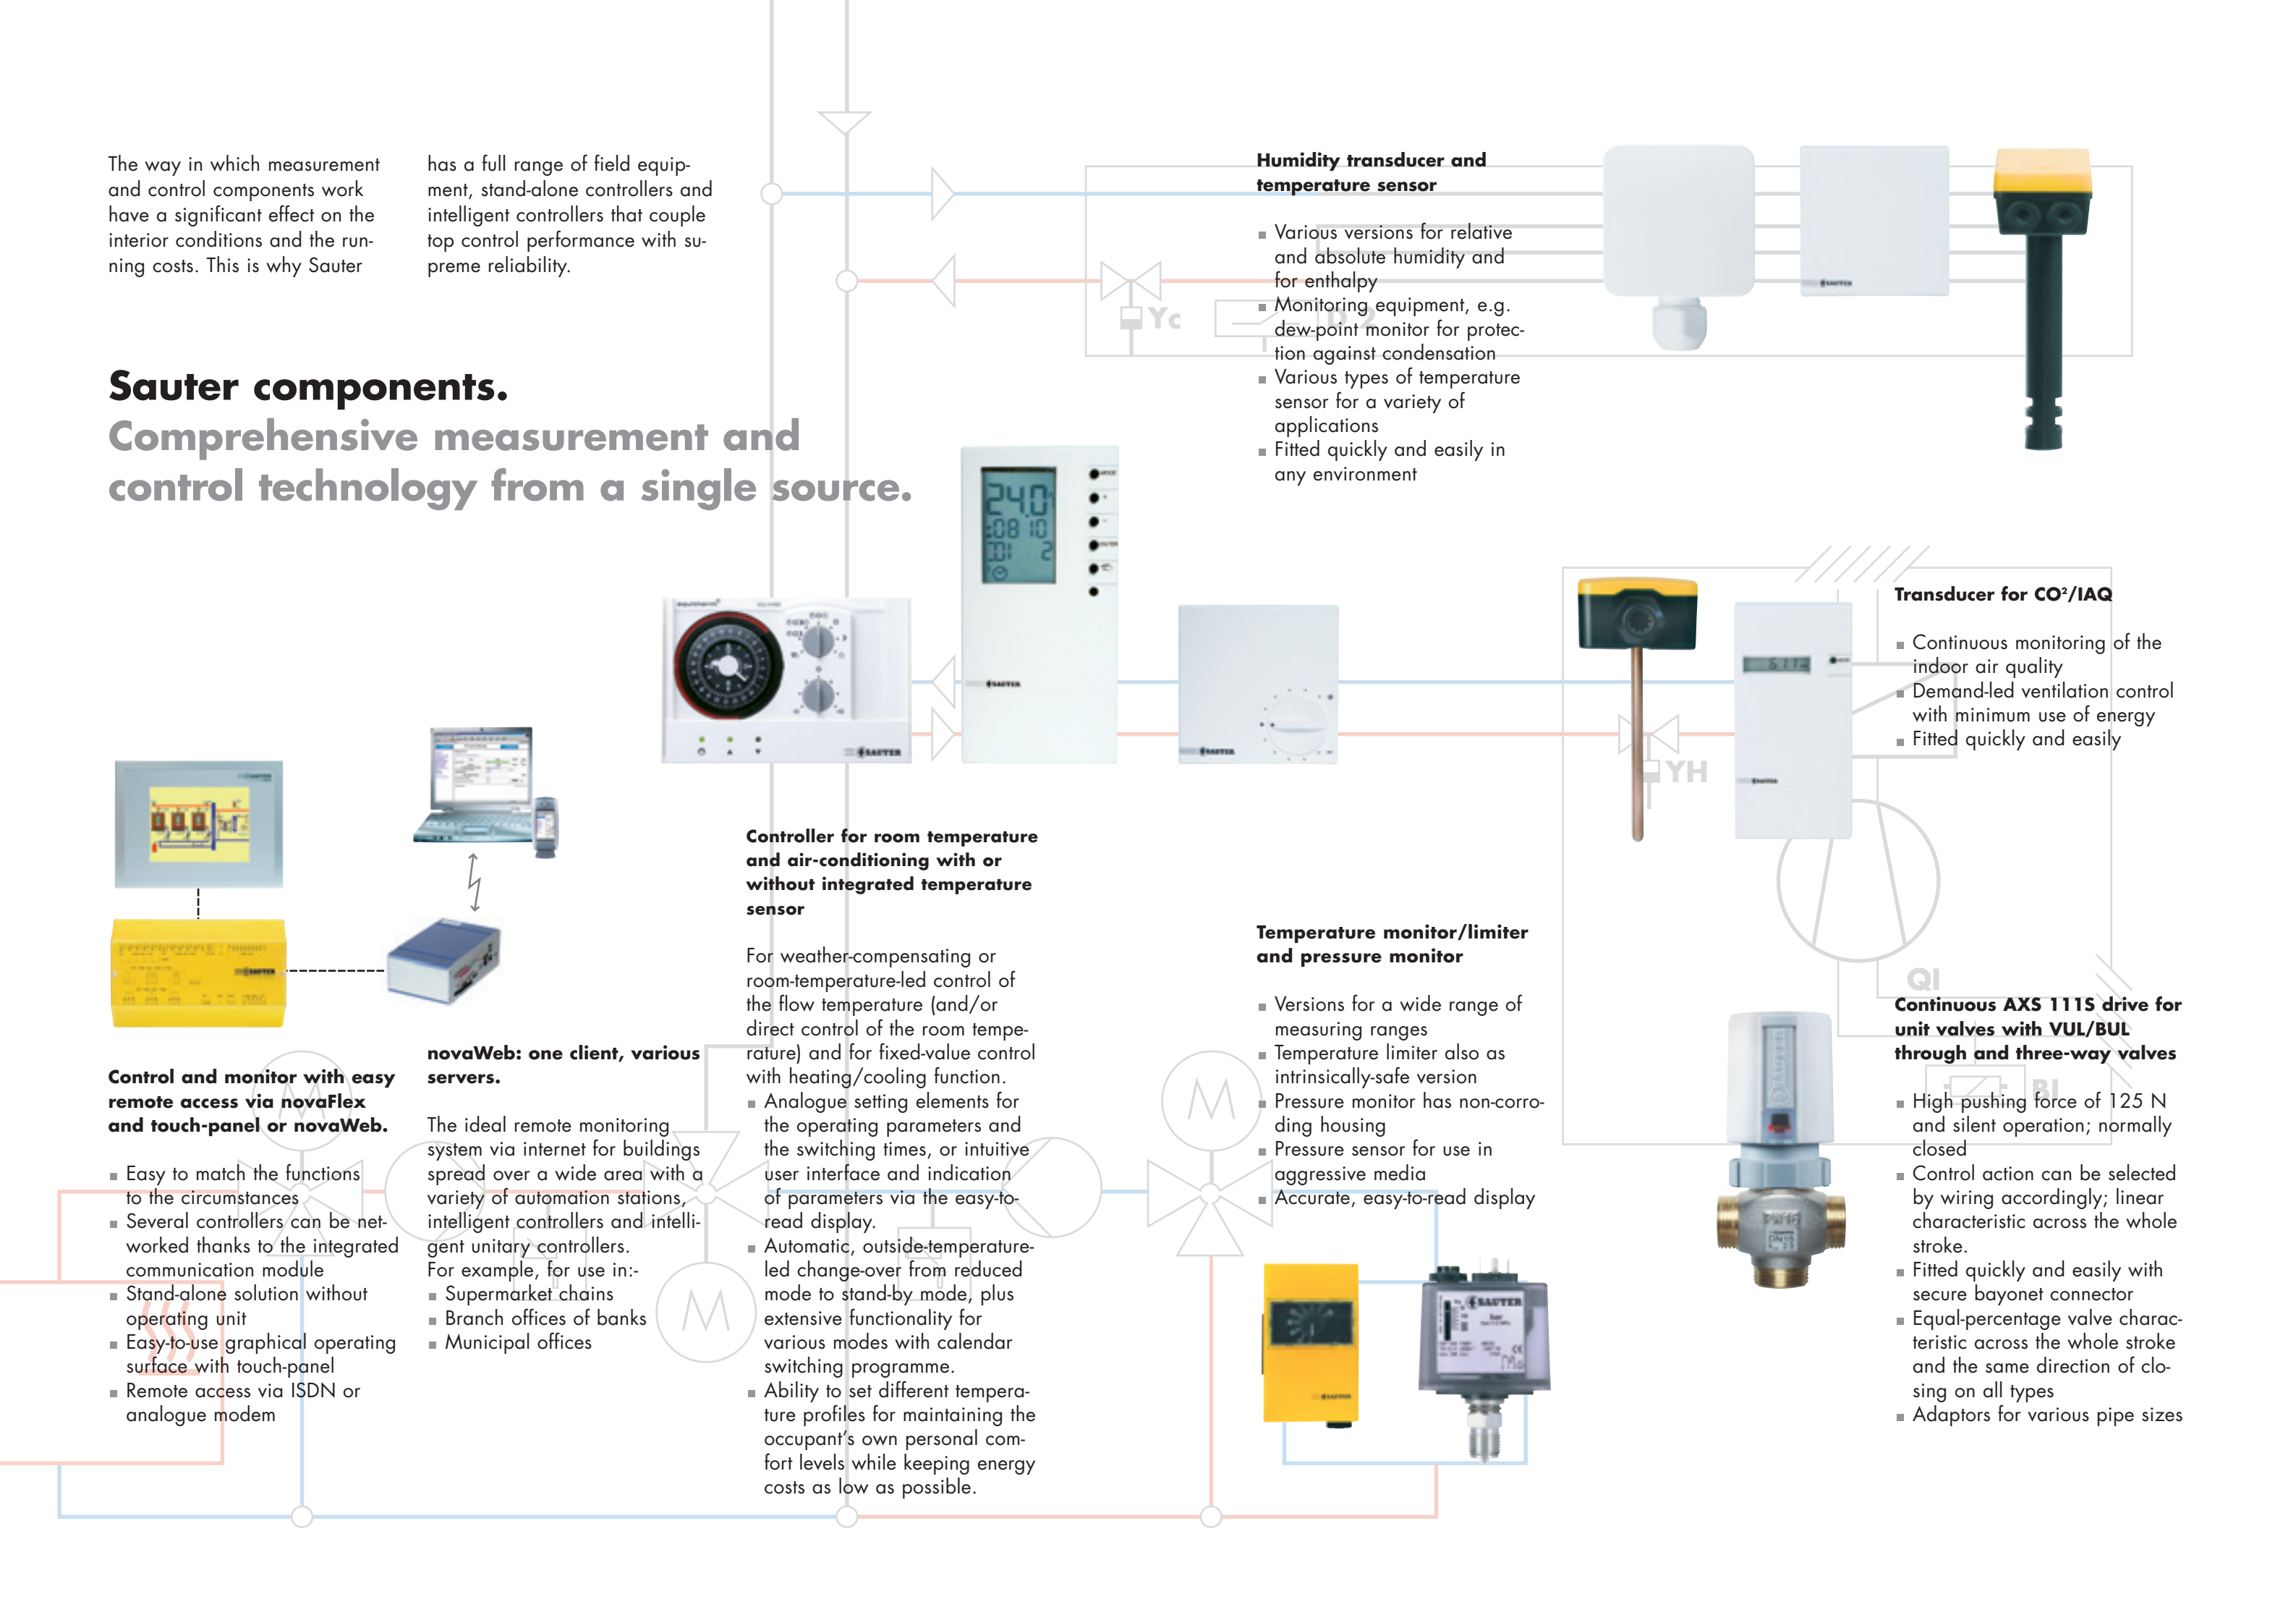 The way in which measurement
and control components work
have a significant effect on the
interior conditions and the run-
ning costs. This is why Sauter
has a full range of field equip-
ment, stand-alone controllers and
intelligent controllers that couple
top control performance with su-
preme reliability.
Sauter components.
Comprehensive measurement and
control technology from a single source.
Humidity transducer and
temperature sensor
Various versions for relative
and absolute humidity and
for enthalpy
Monitoring equipment, e.g.
dew-point monitor for protec-
tion against condensation
Various types of temperature
sensor for a variety of
applications
Fitted quickly and easily in
any environment
Yc
D 2
SAUTER
24.0
08 10
2
SAUTER
SAUTER
SAUTER
Transducer for CO²/IAQ
Continuous monitoring of the
indoor air quality
Demand-led ventilation control
with minimum use of energy
Fitted quickly and easily
YH
SAUTER
SAUTER
SAUTER
Control and monitor with easy
remote access via novaFlex
and touch-panel or novaWeb.
Easy to match the functions
to the circumstances
Several controllers can be net-
worked thanks to the integrated
communication module
Stand-alone solution without
operating unit
Easy-to-use graphical operating
surface with touch-panel
Remote access via ISDN or
analogue modem
M
novaWeb: one client, various
servers.
The ideal remote monitoring
system via internet for buildings
spread over a wide area with a
variety of automation stations,
intelligent controllers and intelli-
gent unitary controllers.
For example, for use in:-
Supermarket chains
Branch offices of banks
Municipal offices
M
Controller for room temperature
and air-conditioning with or
without integrated temperature
sensor
For weather-compensating or
room-temperature-led control of
the flow temperature (and/or
direct control of the room tempe-
rature) and for fixed-value control
with heating/cooling function.
Analogue setting elements for
the operating parameters and
the switching times, or intuitive
user interface and indication
of parameters via the easy-to-
read display.
Automatic, outside-temperature-
led change-over from reduced
mode to stand-by mode, plus
extensive functionality for
various modes with calendar
switching programme.
Ability to set different tempera-
ture profiles for maintaining the
occupant's own personal com-
fort levels while keeping energy
costs as low as possible.
M
Temperature monitor/limiter
and pressure monitor
Versions for a wide range of
measuring ranges
Temperature limiter also as
intrinsically-safe version
Pressure monitor has non-corro-
ding housing
Pressure sensor for use in
aggressive media
Accurate, easy-to-read display
SAUTER
SAUTER
QI
Continuous AXS 111S drive for
unit valves with VUL/BUL
through and three-way valves
BI
High pushing force of 125 N
and silent operation; normally
closed
Control action can be selected
by wiring accordingly; linear
characteristic across the whole
stroke.
Fitted quickly and easily with
secure bayonet connector
Equal-percentage valve charac-
teristic across the whole stroke
and the same direction of clo-
sing on all types
Adaptors for various pipe sizes